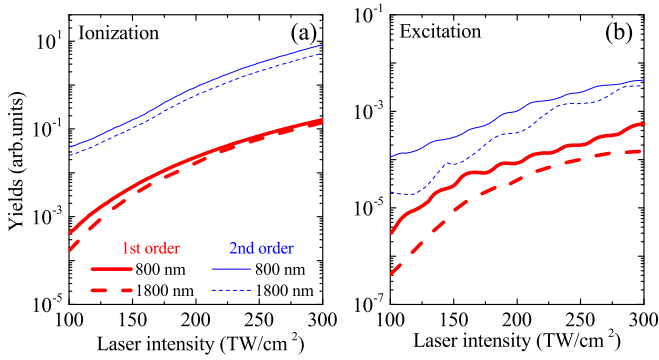 Ionization (a)
Yields (arb.units)
10^1
10^-1
10^-3
10^-5
1st order 2nd order
800 nm 800 nm
1800 nm 1800 nm
100 150 200 250 300
Laser intensity (TW/cm^2)
Excitation (b)
10^-1
10^-3
10^-5
10^-7
100 150 200 250 300
Laser intensity (TW/cm^2)